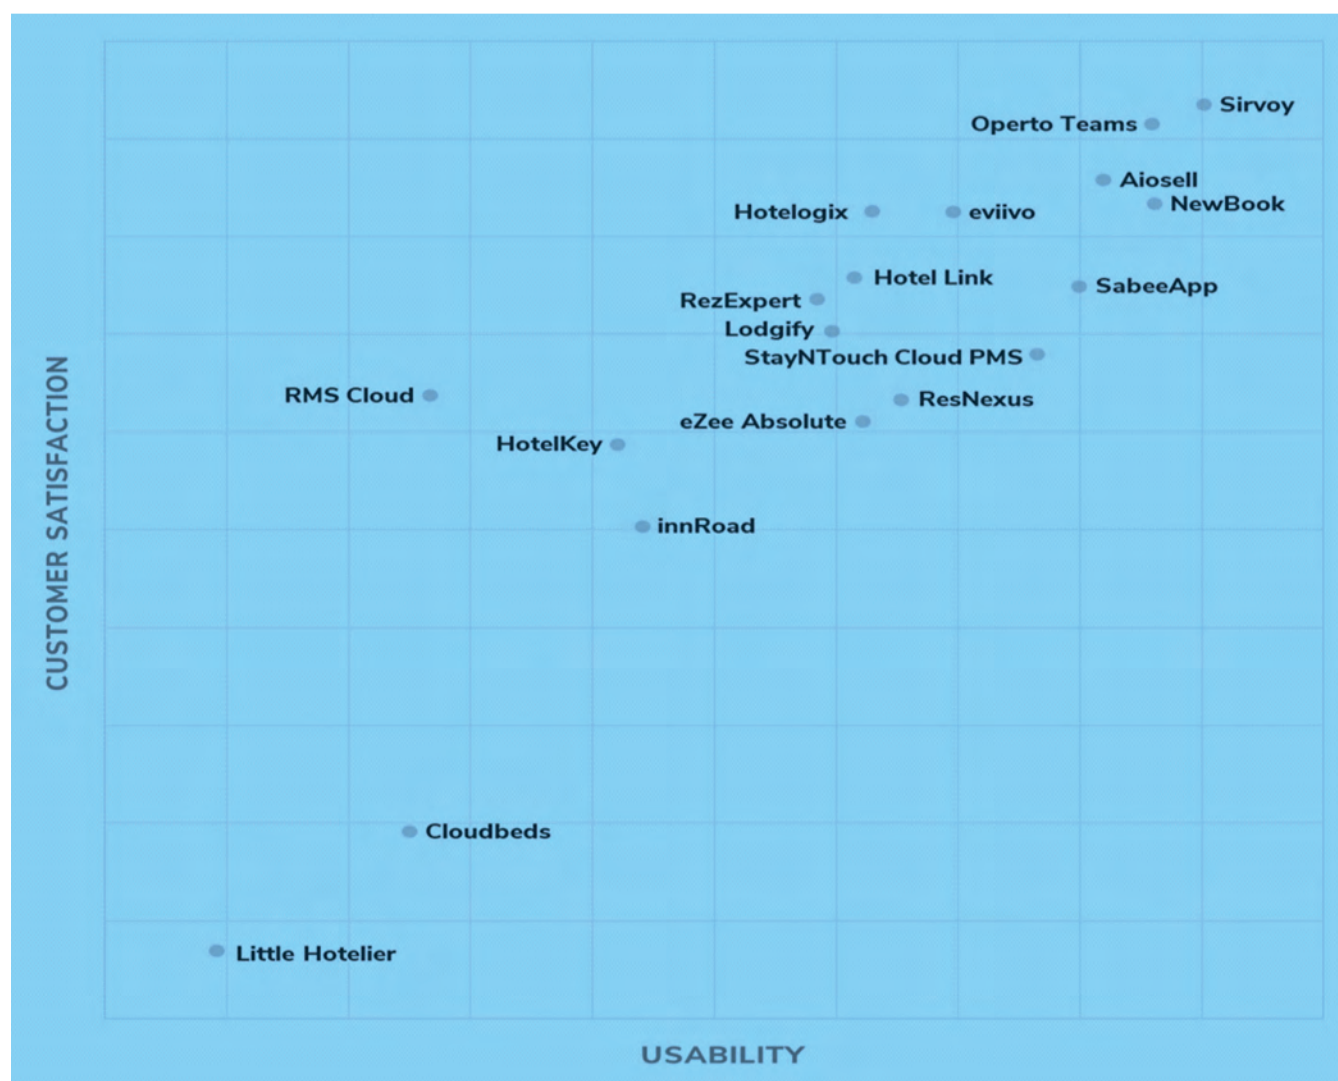 Sirvoy
Operto Teams
Aiosell
NewBook
Hotelogix
eviivo
Hotel Link
SabeeApp
RezExpert
Lodgify
StayNTouch Cloud PMS
RMS Cloud
ResNexus
eZee Absolute
HotelKey
innRoad
CUSTOMER SATISFACTION
Cloudbeds
Little Hotelier
USABILITY